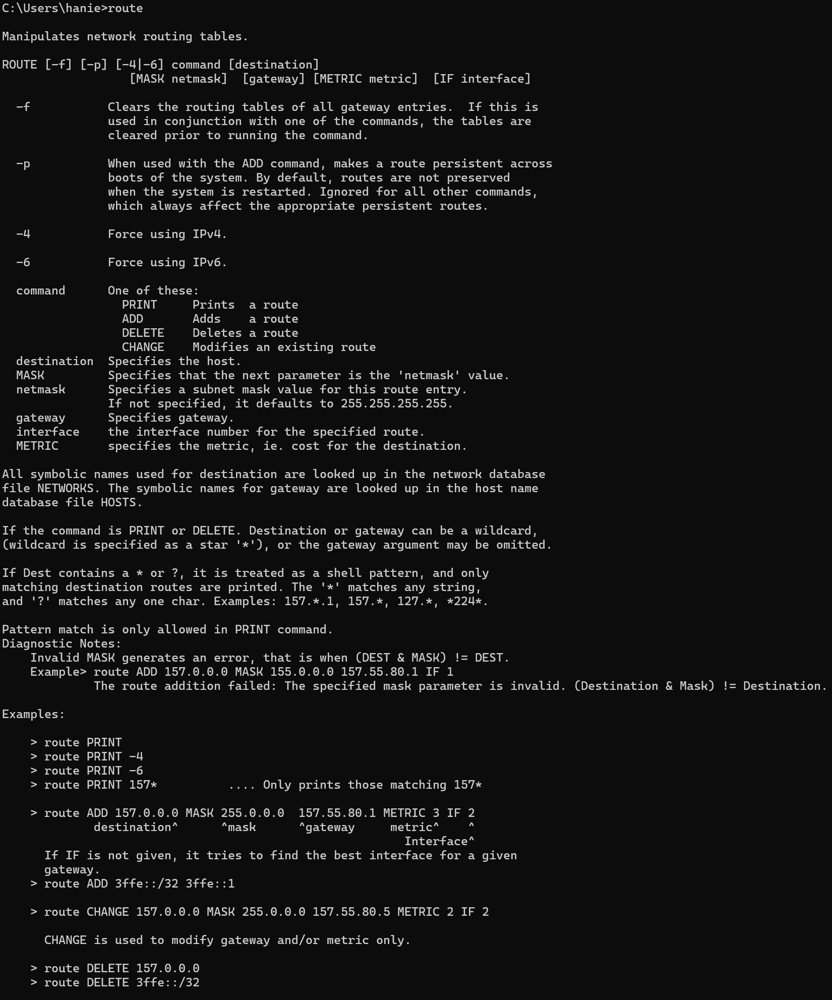 C:\Users\hanie>route
Manipulates network routing tables.
ROUTE [-f] [-p] [-4|-6] command [destination]
                  [MASK netmask]  [gateway] [METRIC metric]  [IF interface]
  -f           Clears the routing tables of all gateway entries.  If this is
               used in conjunction with one of the commands, the tables are
               cleared prior to running the command.
  -p           When used with the ADD command, makes a route persistent across
               boots of the system. By default, routes are not preserved
               when the system is restarted. Ignored for all other commands,
               which always affect the appropriate persistent routes.
  -4           Force using IPv4.
  -6           Force using IPv6.
  command      One of these:
                 PRINT     Prints  a route
                 ADD       Adds    a route
                 DELETE    Deletes a route
                 CHANGE    Modifies an existing route
  destination  Specifies the host.
  MASK         Specifies that the next parameter is the 'netmask' value.
  netmask      Specifies a subnet mask value for this route entry.
               If not specified, it defaults to 255.255.255.255.
  gateway      Specifies gateway.
  interface    the interface number for the specified route.
  METRIC       specifies the metric, ie. cost for the destination.
All symbolic names used for destination are looked up in the network database
file NETWORKS. The symbolic names for gateway are looked up in the host name
database file HOSTS.
If the command is PRINT or DELETE. Destination or gateway can be a wildcard,
(wildcard is specified as a star '*'), or the gateway argument may be omitted.
If Dest contains a * or ?, it is treated as a shell pattern, and only
matching destination routes are printed. The '*' matches any string,
and '?' matches any one char. Examples: 157.*.1, 157.*, 127.*, *224*.
Pattern match is only allowed in PRINT command.
Diagnostic Notes:
    Invalid MASK generates an error, that is when (DEST & MASK) != DEST.
    Example> route ADD 157.0.0.0 MASK 155.0.0.0 157.55.80.1 IF 1
             The route addition failed: The specified mask parameter is invalid. (Destination & Mask) != Destination.
Examples:
    > route PRINT
    > route PRINT -4
    > route PRINT -6
    > route PRINT 157*          .... Only prints those matching 157*
    > route ADD 157.0.0.0 MASK 255.0.0.0  157.55.80.1 METRIC 3 IF 2
             destination^      ^mask      ^gateway     metric^    ^
                                                         Interface^
      If IF is not given, it tries to find the best interface for a given
      gateway.
    > route ADD 3ffe::/32 3ffe::1
    > route CHANGE 157.0.0.0 MASK 255.0.0.0 157.55.80.5 METRIC 2 IF 2
      CHANGE is used to modify gateway and/or metric only.
    > route DELETE 157.0.0.0
    > route DELETE 3ffe::/32